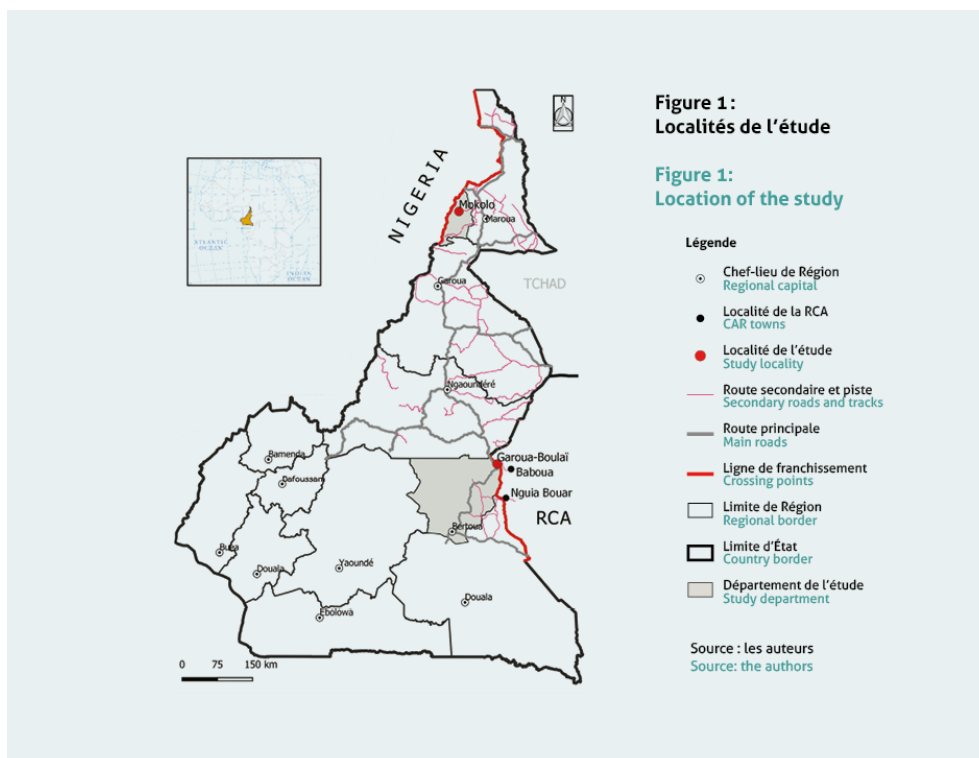 Figure 1 :
Localités de l'étude
Figure 1:
Location of the study
N
NIGERIA
Mokolo
Maroua
ATLANTIC
OCEAN
INDIAN
OCEAN
Garoua
TCHAD
Ngaoundéré
Garoua-Boulaï
Baboua
Bamenda
Bafoussam
Nguia Bouar
RCA
Bertoua
Buea
Douala
Yaoundé
Douala
Ebolowa
0 75 150 km
Légende
Chef-lieu de Région
Regional capital
Localité de la RCA
CAR towns
Localité de l'étude
Study locality
Route secondaire et piste
Secondary roads and tracks
Route principale
Main roads
Ligne de franchissement
Crossing points
Limite de Région
Regional border
Limite d'État
Country border
Département de l'étude
Study department
Source : les auteurs
Source: the authors